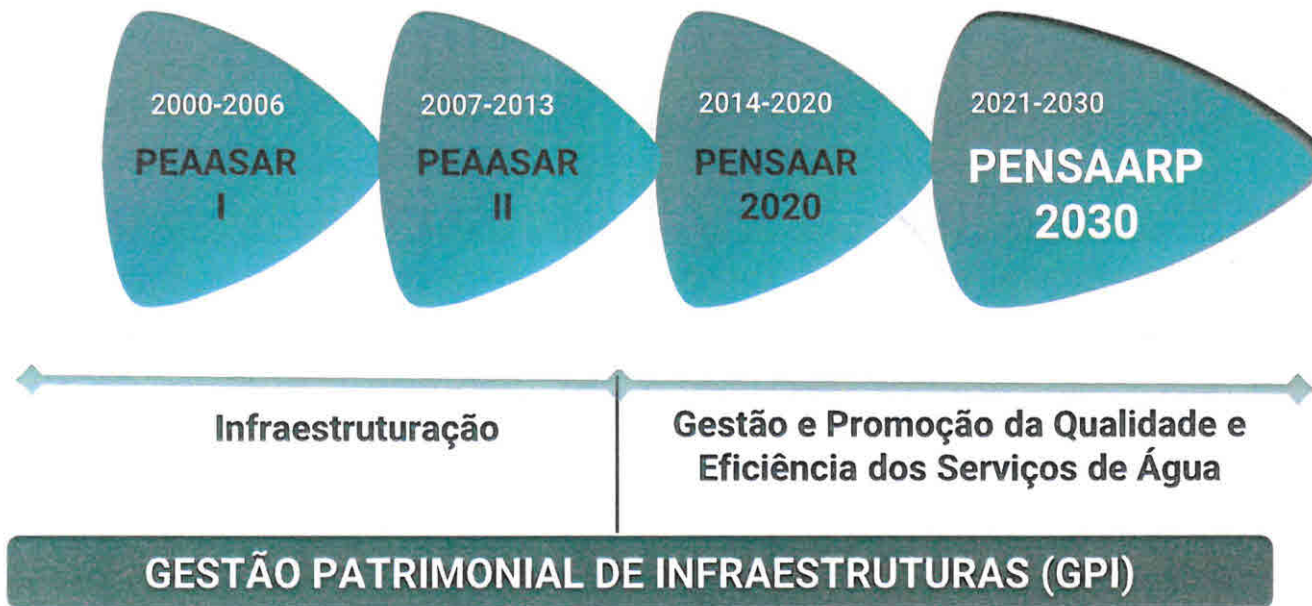 2000-2006
PEAASAR
I
2007-2013
PEAASAR
II
2014-2020
PENSAAR
2020
2021-2030
PENSAARP
2030
Infraestruturação
Gestão e Promoção da Qualidade e
Eficiência dos Serviços de Água
GESTÃO PATRIMONIAL DE INFRAESTRUTURAS (GPI)